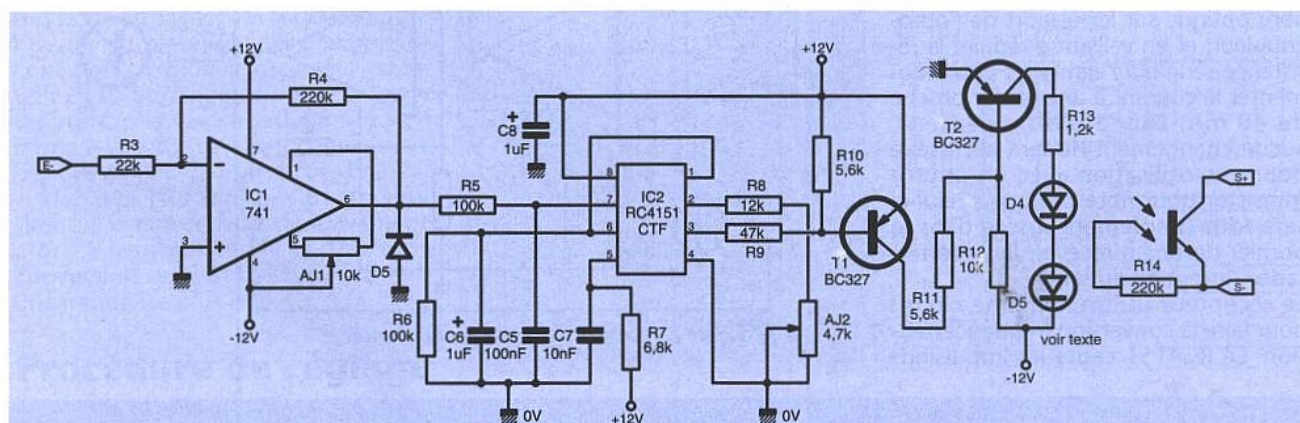 +12V
R4
220k
E-
R3
22k
2
7
1
IC1
741
6
3
5
4
AJ1
10k
-12V
D5
R5
100k
R6
100k
C6
1uF
C5
100nF
C7
10nF
0V
C8
1uF
8
7
6
5
IC2
RC4151
CTF
1
2
3
4
R7
6,8k
+12V
R8
12k
R9
47k
AJ2
4,7k
0V
+12V
R10
5,6k
T1
BC327
R11
5,6k
R12
10k
T2
BC327
R13
1,2k
D4
D5
voir texte
-12V
R14
220k
S+
S-